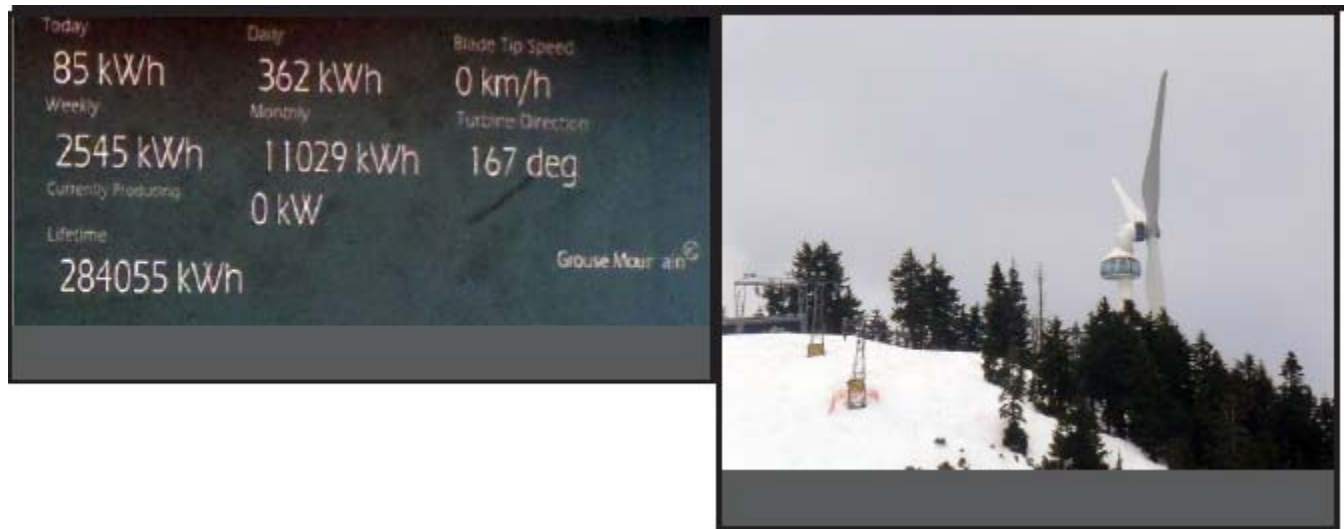 Today Daily Blade Tip Speed
85 kWh 362 kWh 0 km/h
Weekly Monthly Turbine Direction
2545 kWh 11029 kWh 167 deg
Currently Producing 0 kW
Lifetime
284055 kWh
Grouse Mountain